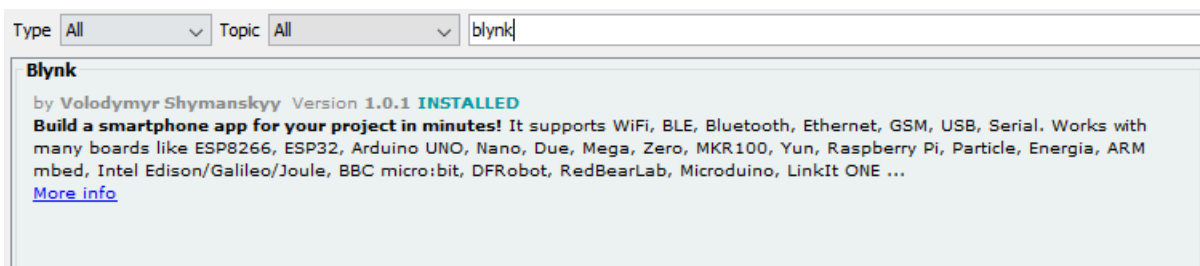 Type All Topic All blynk
Blynk
by Volodymyr Shymanskyy Version 1.0.1 INSTALLED
Build a smartphone app for your project in minutes! It supports WiFi, BLE, Bluetooth, Ethernet, GSM, USB, Serial. Works with
many boards like ESP8266, ESP32, Arduino UNO, Nano, Due, Mega, Zero, MKR100, Yun, Raspberry Pi, Particle, Energia, ARM
mbed, Intel Edison/Galileo/Joule, BBC micro:bit, DFRobot, RedBearLab, Microduino, LinkIt ONE ...
More info